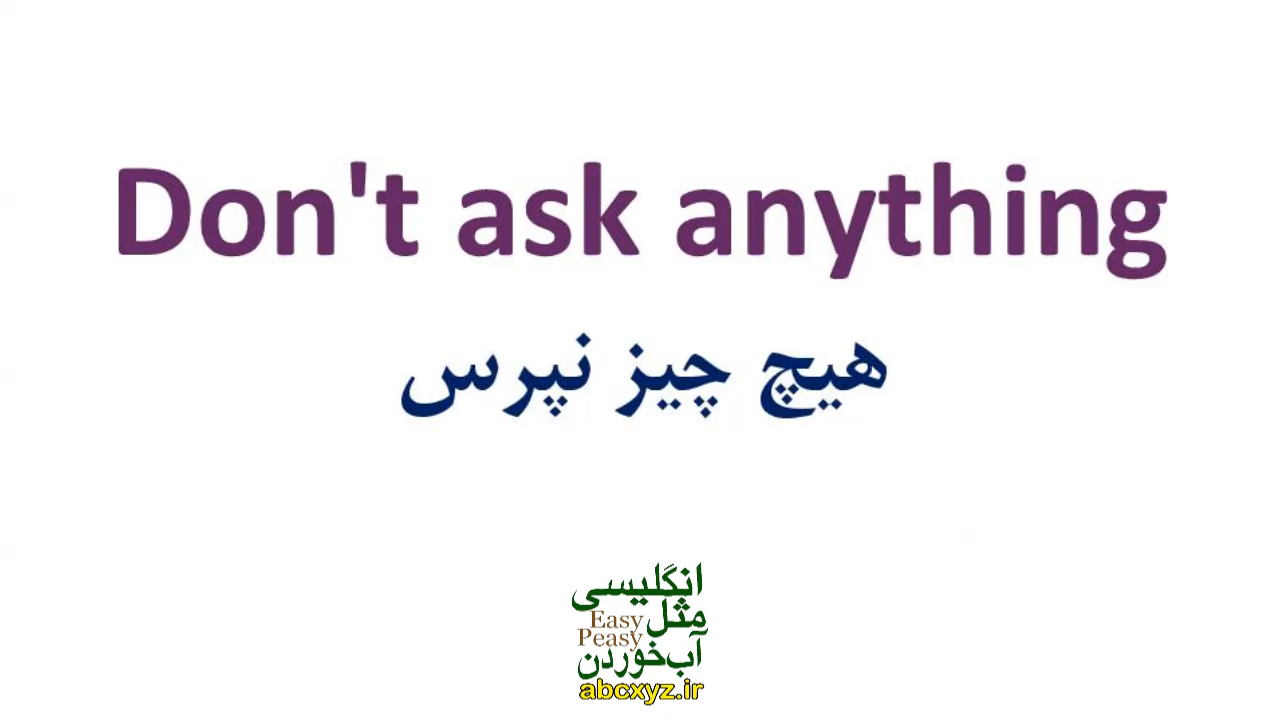 Don't ask anything
هیچ چیز نپرس
انگلیسی
مثل Easy
Peasy
آب‌خوردن
abcxyz.ir